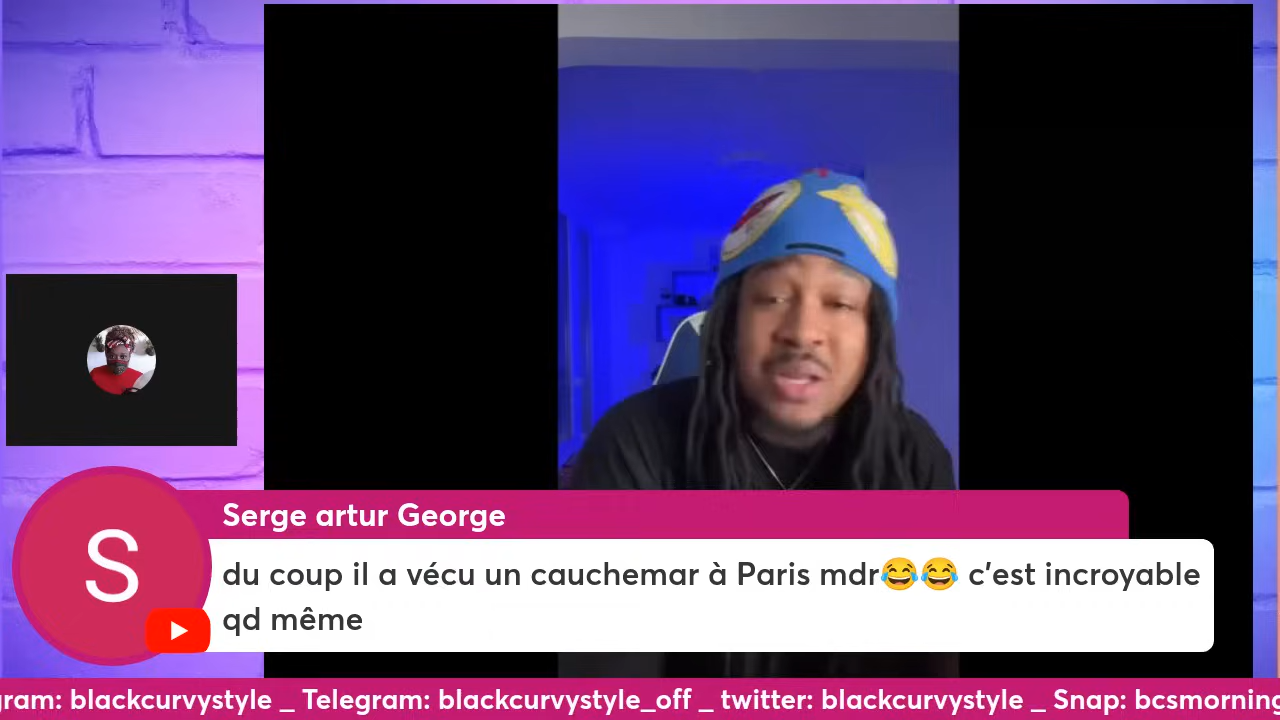 S
Serge artur George
du coup il a vécu un cauchemar à Paris mdr😂😂 c'est incroyable
qd même
gram: blackcurvystyle _ Telegram: blackcurvystyle_off _ twitter: blackcurvystyle _ Snap: bcsmorning